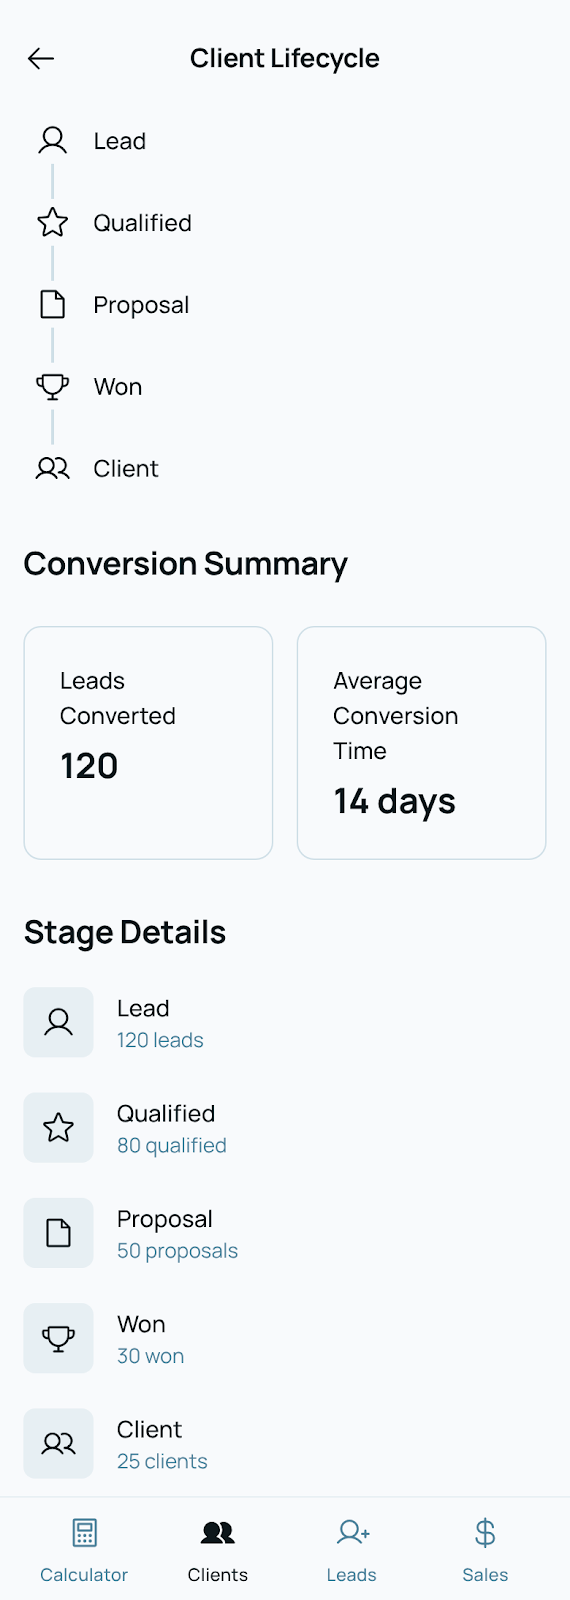 Client Lifecycle
Lead
Qualified
Proposal
Won
Client
Conversion Summary
Leads
Converted
120
Average
Conversion
Time
14 days
Stage Details
Lead
120 leads
Qualified
80 qualified
Proposal
50 proposals
Won
30 won
Client
25 clients
Calculator
Clients
Leads
Sales